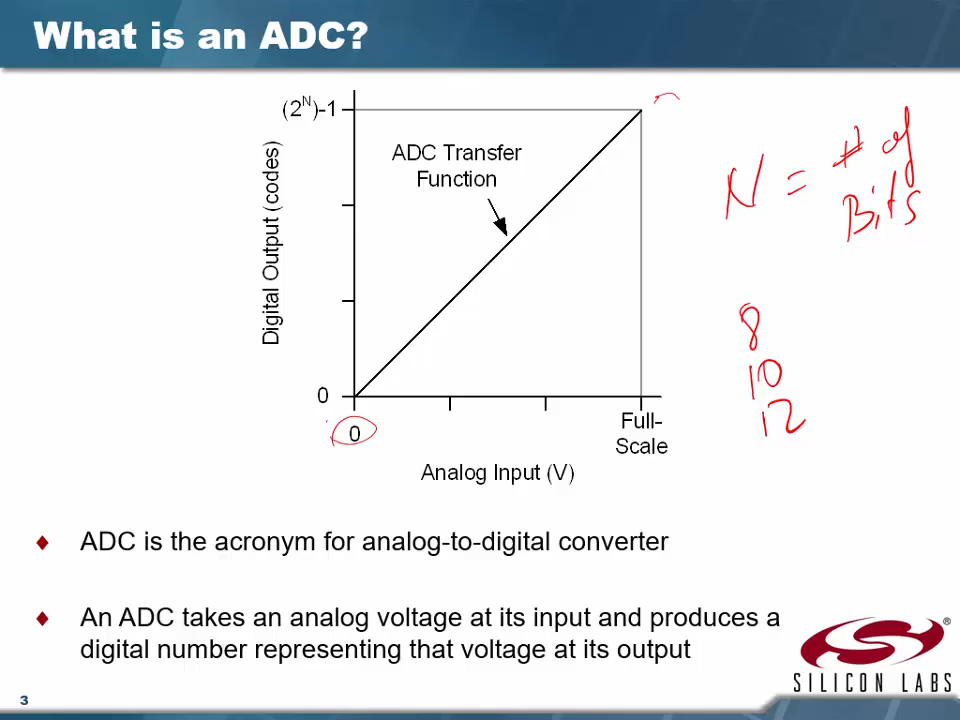 What is an ADC?
(2^N)-1
ADC Transfer
Function
Digital Output (codes)
0
0
Full-
Scale
Analog Input (V)
N = # of
Bits
8
10
12
♦ ADC is the acronym for analog-to-digital converter
♦ An ADC takes an analog voltage at its input and produces a
digital number representing that voltage at its output
SILICON LABS
®
3